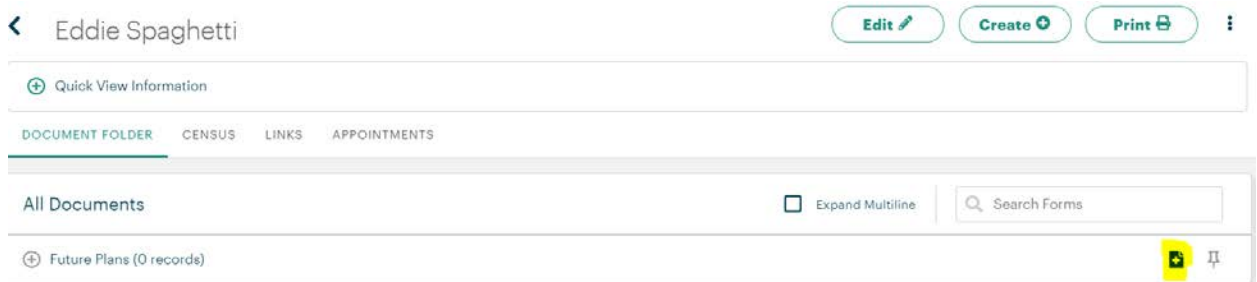 Eddie Spaghetti
Edit
Create
Print
Quick View Information
DOCUMENT FOLDER CENSUS LINKS APPOINTMENTS
All Documents
Expand Multiline
Search Forms
Future Plans (0 records)